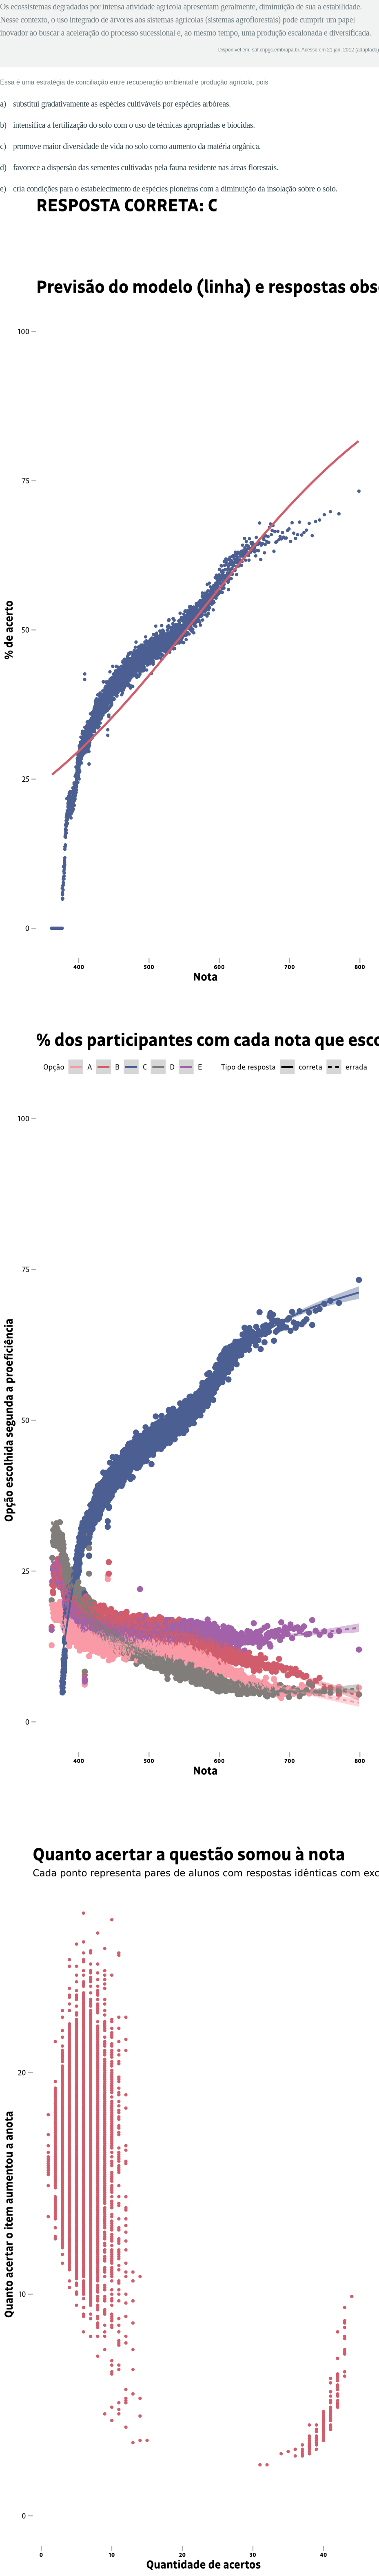 Os ecossistemas degradados por intensa atividade agrícola apresentam geralmente, diminuição de sua a estabilidade.
Nesse contexto, o uso integrado de árvores aos sistemas agrícolas (sistemas agroflorestais) pode cumprir um papel
inovador ao buscar a aceleração do processo sucessional e, ao mesmo tempo, uma produção escalonada e diversificada.
Disponível em: saf.cnpgc.embrapa.br. Acesso em 21 jan. 2012 (adaptado)
Essa é uma estratégia de conciliação entre recuperação ambiental e produção agrícola, pois
a) substitui gradativamente as espécies cultiváveis por espécies arbóreas.
b) intensifica a fertilização do solo com o uso de técnicas apropriadas e biocidas.
c) promove maior diversidade de vida no solo com aumento da matéria orgânica.
d) favorece a dispersão das sementes cultivadas pela fauna residente nas áreas florestais.
e) cria condições para o estabelecimento de espécies pioneiras com a diminuição da insolação sobre o solo.
RESPOSTA CORRETA: C
Previsão do modelo (linha) e respostas obs
100
75
50
25
0
% de acerto
400 500 600 700 800
Nota
% dos participantes com cada nota que esco
Opção A B C D E Tipo de resposta correta errada
100
75
50
25
0
Opção escolhida segundo a proeficiência
400 500 600 700 800
Nota
Quanto acertar a questão somou à nota
Cada ponto representa pares de alunos com respostas idênticas com exc
20
10
0
Quanto acertar o item aumentou a anota
0 10 20 30 40
Quantidade de acertos